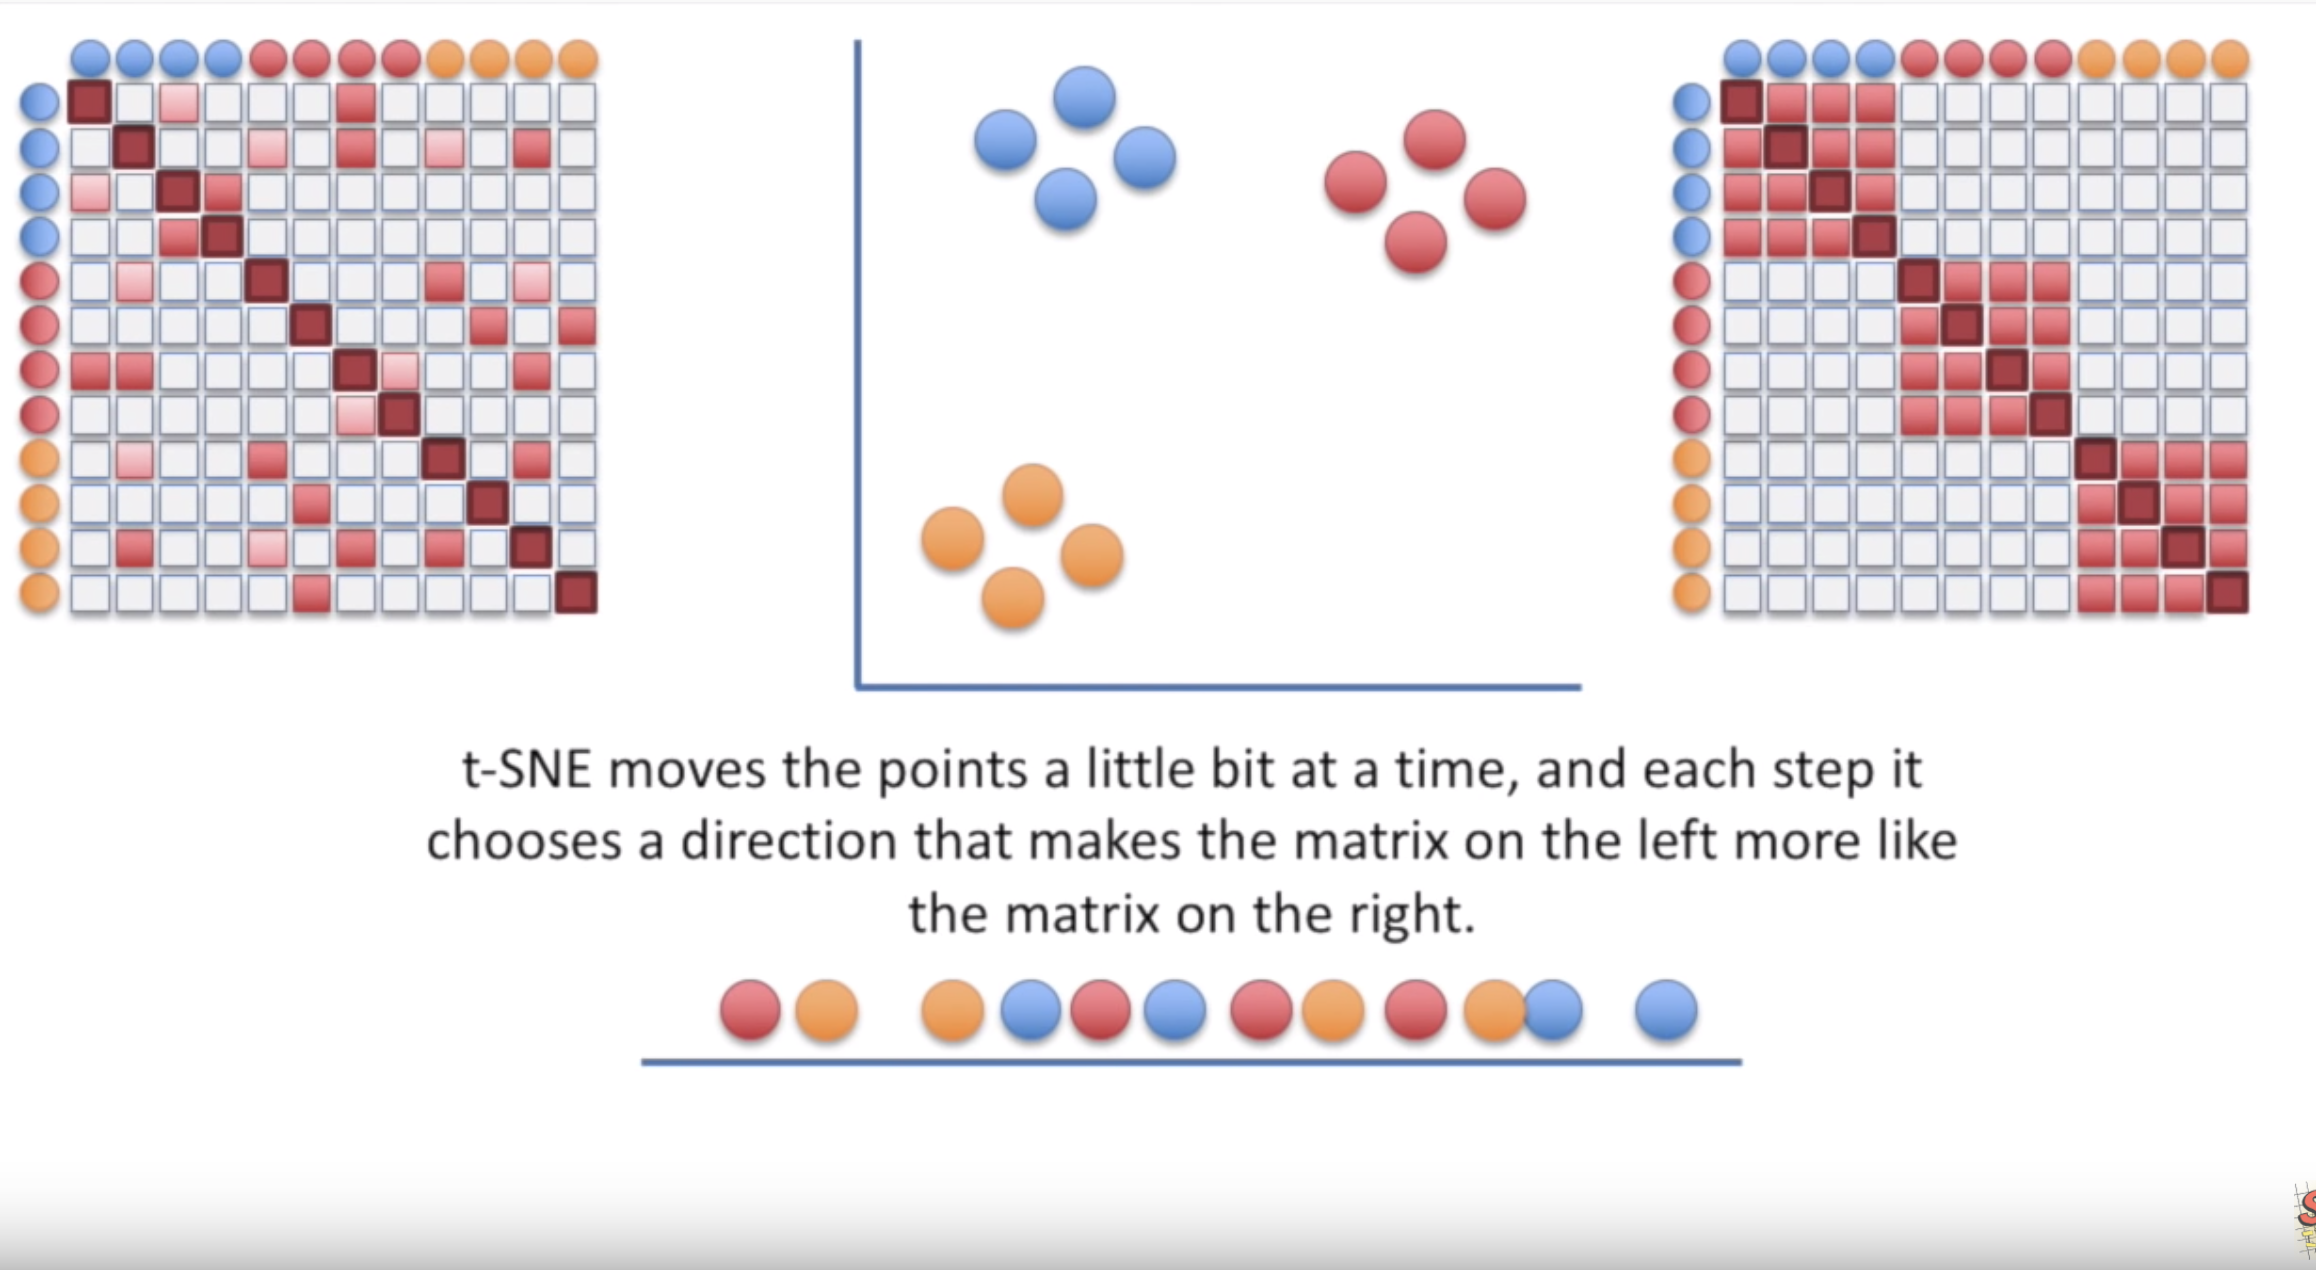 t-SNE moves the points a little bit at a time, and each step it
chooses a direction that makes the matrix on the left more like
the matrix on the right.